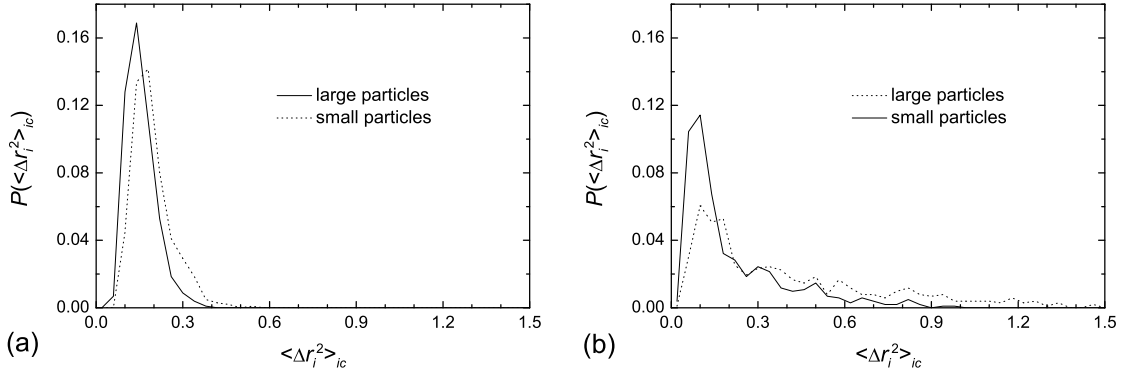 0.16
0.12
0.08
0.04
0.00
P(<Δr_i^2>_ic)
large particles
small particles
0.0 0.3 0.6 0.9 1.2 1.5
(a)
<Δr_i^2>_ic
0.16
0.12
0.08
0.04
0.00
P(<Δr_i^2>_ic)
large particles
small particles
0.0 0.3 0.6 0.9 1.2 1.5
(b)
<Δr_i^2>_ic